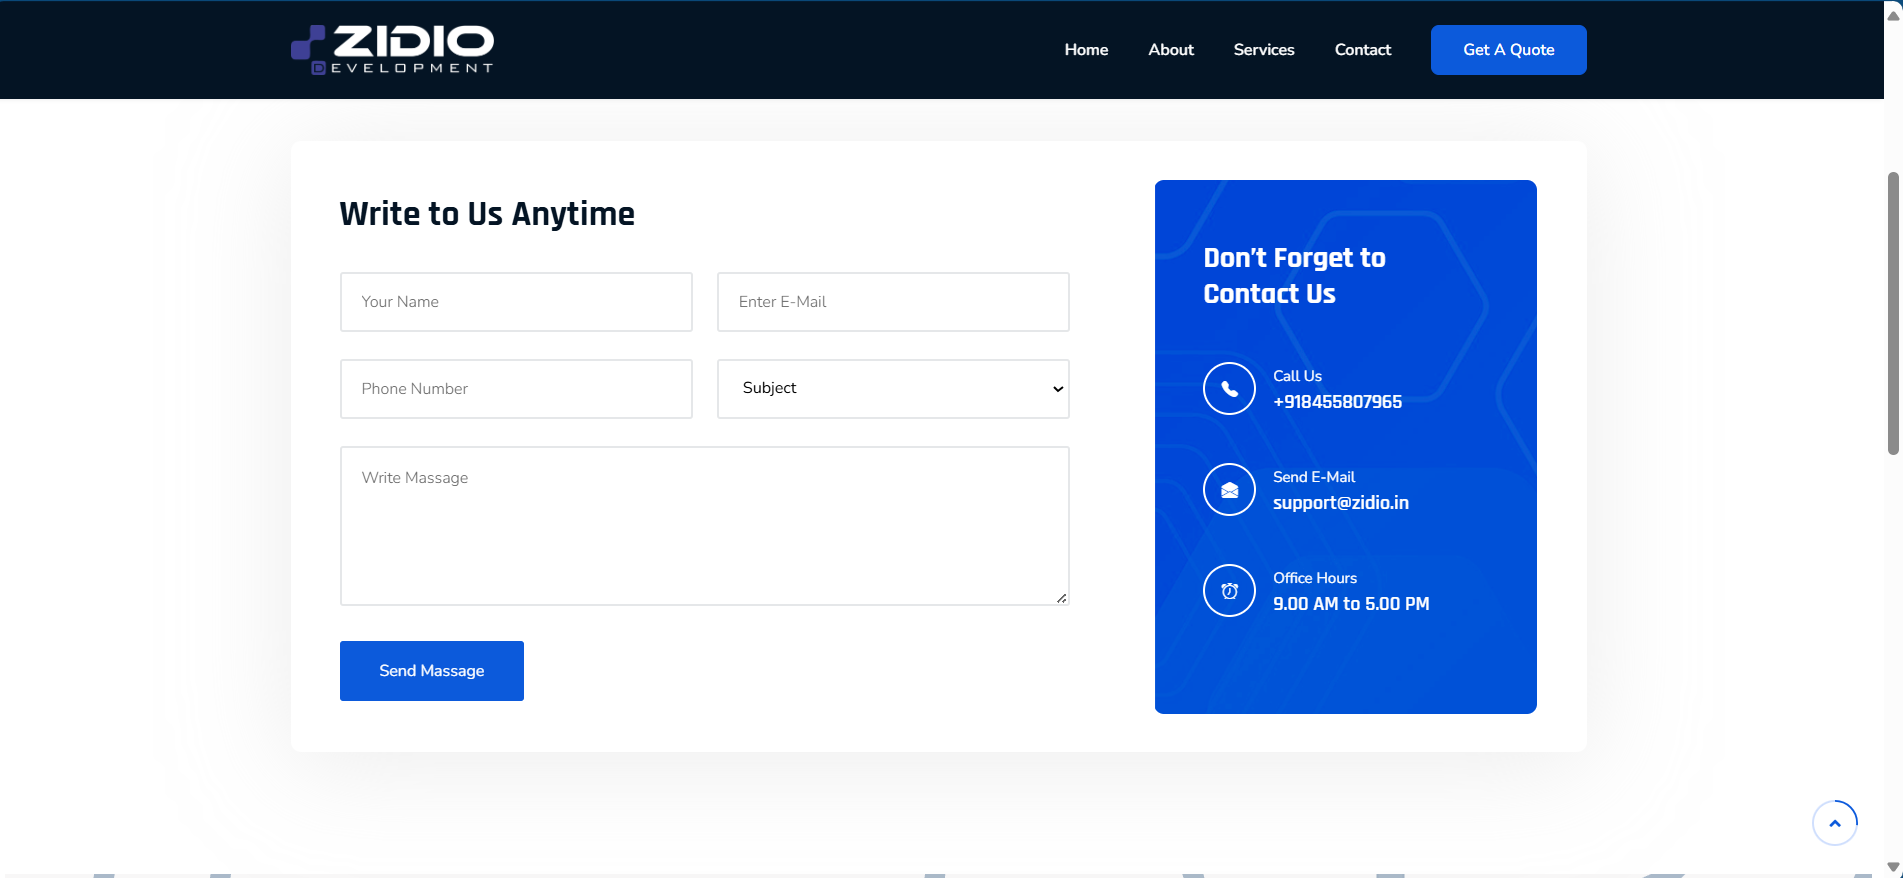 ZIDIO
DEVELOPMENT
Home
About
Services
Contact
Get A Quote
Write to Us Anytime
Your Name
Enter E-Mail
Phone Number
Subject
Write Massage
Send Massage
Don’t Forget to
Contact Us
Call Us
+918455807965
Send E-Mail
support@zidio.in
Office Hours
9.00 AM to 5.00 PM